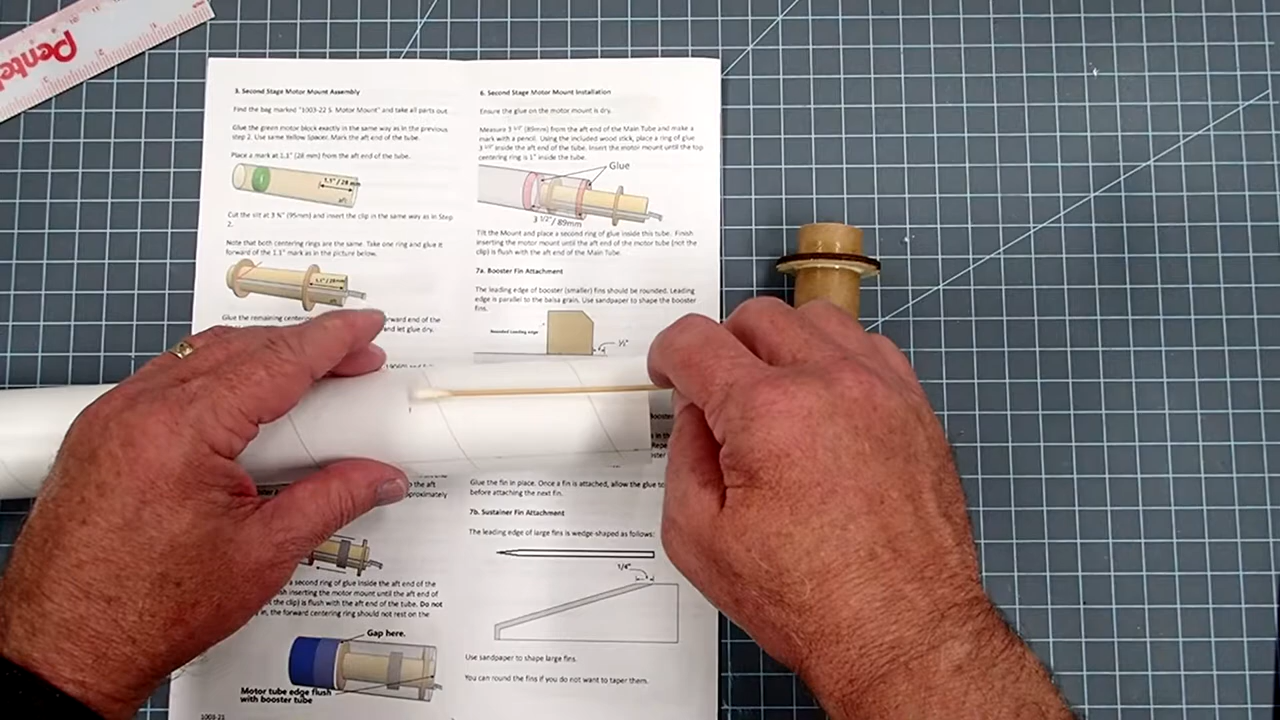 Pentel
3. Second Stage Motor Mount Assembly
Find the bag marked "1003-22 S. Motor Mount" and take all parts out.
Glue the green motor block exactly in the same way as in the previous
step 2. Use same Yellow Spacer. Mark the aft end of the tube.
Place a mark at 1.1" (28 mm) from the aft end of the tube.
1.1" / 28 mm
aft
Cut the slit at 3 ¾" (95mm) and insert the clip in the same way as in Step
2.
Note that both centering rings are the same. Take one ring and glue it
forward of the 1.1" mark as in the picture below.
1.1" / 28mm
Glue the remaining centering
forward end of the
and let glue dry.
the aft
approximately
a second ring of glue inside the aft end of the
inserting the motor mount until the aft end of
the clip) is flush with the aft end of the tube. Do not
in, the forward centering ring should not rest on the
Gap here.
Motor tube edge flush
with booster tube
1003-21
6. Second Stage Motor Mount Installation
Ensure the glue on the motor mount is dry.
Measure 3 1/2" (89mm) from the aft end of the Main Tube and make a
mark with a pencil. Using the included wood stick, place a ring of glue
3 1/2" inside the aft end of the tube. Insert the motor mount until the top
centering ring is 1" inside the tube.
Glue
3 1/2"/ 89mm
Tilt the Mount and place a second ring of glue inside this tube. Finish
inserting the motor mount until the aft end of the motor tube (not the
clip) is flush with the aft end of the Main Tube.
7a. Booster Fin Attachment
The leading edge of booster (smaller) fins should be rounded. Leading
edge is parallel to the balsa grain. Use sandpaper to shape the booster
fins.
Rounded Leading edge
½"
Glue the fin in place. Once a fin is attached, allow the glue to
before attaching the next fin.
7b. Sustainer Fin Attachment
The leading edge of large fins is wedge-shaped as follows:
1/4"
Use sandpaper to shape large fins.
You can round the fins if you do not want to taper them.